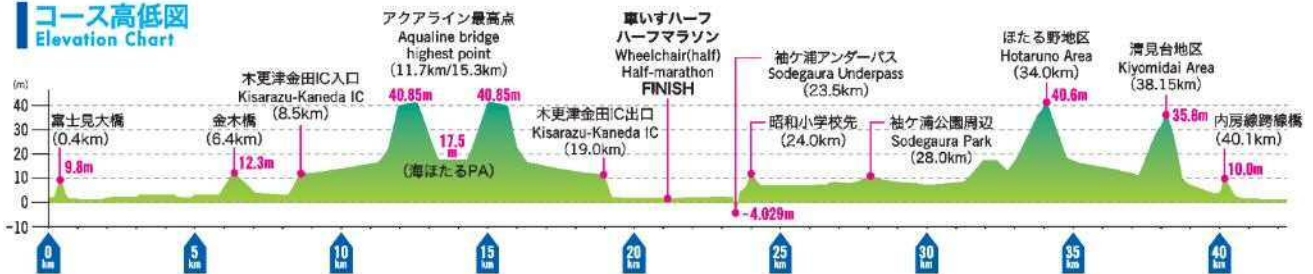 コース高低図
Elevation Chart
(m)
40
30
20
10
0
-10
富士見大橋
(0.4km)
9.8m
金木橋
(6.4km)
12.3m
木更津金田IC入口
Kisarazu-Kaneda IC
(8.5km)
アクアライン最高点
Aqualine bridge
highest point
(11.7km/15.3km)
40.85m
40.85m
17.5
m
(海ほたるPA)
木更津金田IC出口
Kisarazu-Kaneda IC
(19.0km)
車いすハーフ
ハーフマラソン
Wheelchair(half)
Half-marathon
FINISH
袖ケ浦アンダーパス
Sodegaura Underpass
(23.5km)
-4.029m
昭和小学校先
(24.0km)
袖ケ浦公園周辺
Sodegaura Park
(28.0km)
ほたる野地区
Hotaruno Area
(34.0km)
40.6m
清見台地区
Kiyomidai Area
(38.15km)
35.8m
内房線跨線橋
(40.1km)
10.0m
0
km
5
km
10
km
15
km
20
km
25
km
30
km
35
km
40
km